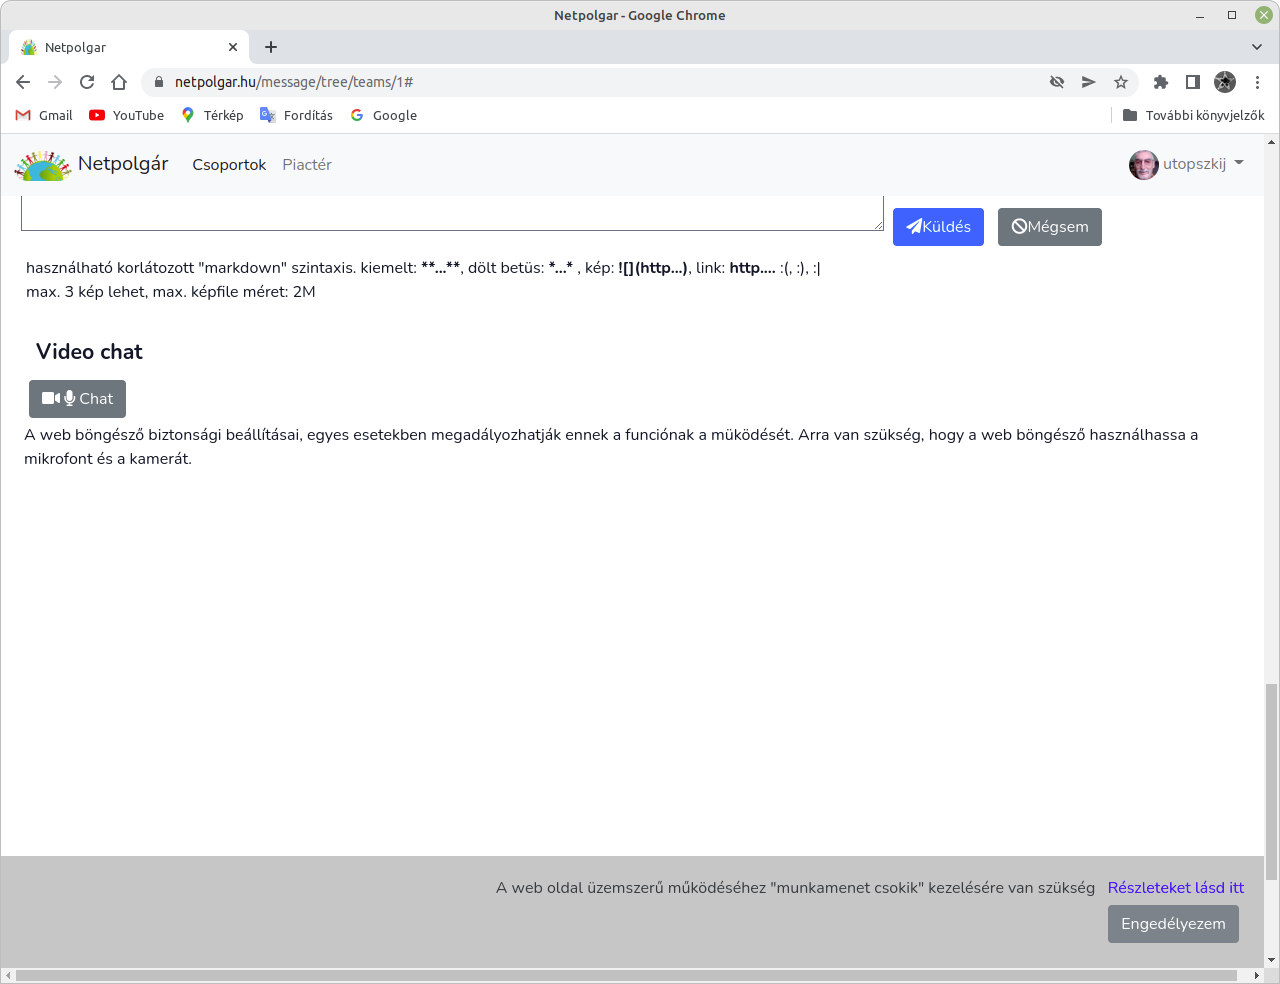 Netpolgar - Google Chrome
Netpolgar
netpolgar.hu/message/tree/teams/1#
Gmail YouTube Térkép Fordítás Google További könyvjelzők
Netpolgár Csoportok Piactér utopszkij
Küldés Mégsem
használható korlátozott "markdown" szintaxis. kiemelt: **...**, dölt betüs: *...* , kép: ![](http...), link: http.... :(, :), :|
max. 3 kép lehet, max. képfile méret: 2M
Video chat
Chat
A web böngésző biztonsági beállításai, egyes esetekben megadályozhatják ennek a funciónak a müködését. Arra van szükség, hogy a web böngésző használhassa a
mikrofont és a kamerát.
A web oldal üzemszerű működéséhez "munkamenet csokik" kezelésére van szükség Részleteket lásd itt
Engedélyezem